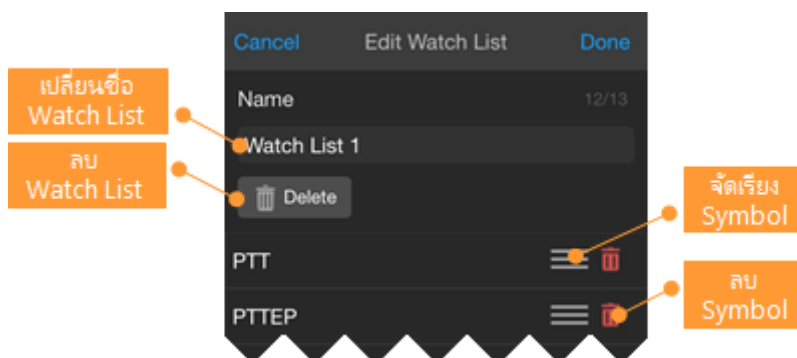 Cancel Edit Watch List Done
เปลี่ยนชื่อ
Watch List
Name 12/13
Watch List 1
ลบ
Watch List
Delete
จัดเรียง
Symbol
PTT
ลบ
Symbol
PTTEP